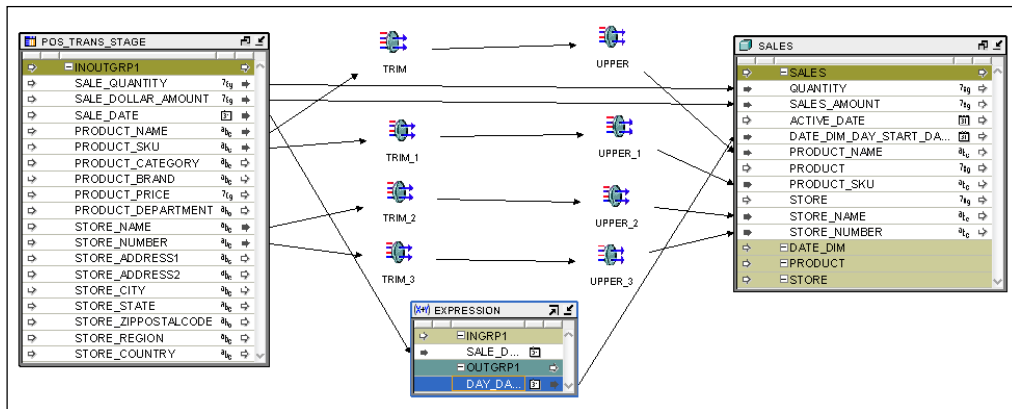 POS_TRANS_STAGE
INOUTGRP1
SALE_QUANTITY
SALE_DOLLAR_AMOUNT
SALE_DATE
PRODUCT_NAME
PRODUCT_SKU
PRODUCT_CATEGORY
PRODUCT_BRAND
PRODUCT_PRICE
PRODUCT_DEPARTMENT
STORE_NAME
STORE_NUMBER
STORE_ADDRESS1
STORE_ADDRESS2
STORE_CITY
STORE_STATE
STORE_ZIPPOSTALCODE
STORE_REGION
STORE_COUNTRY
TRIM
UPPER
TRIM_1
UPPER_1
TRIM_2
UPPER_2
TRIM_3
UPPER_3
(X+Y) EXPRESSION
INGRP1
SALE_D...
OUTGRP1
DAY_DA...
SALES
SALES
QUANTITY
SALES_AMOUNT
ACTIVE_DATE
DATE_DIM_DAY_START_DA...
PRODUCT_NAME
PRODUCT
PRODUCT_SKU
STORE
STORE_NAME
STORE_NUMBER
DATE_DIM
PRODUCT
STORE